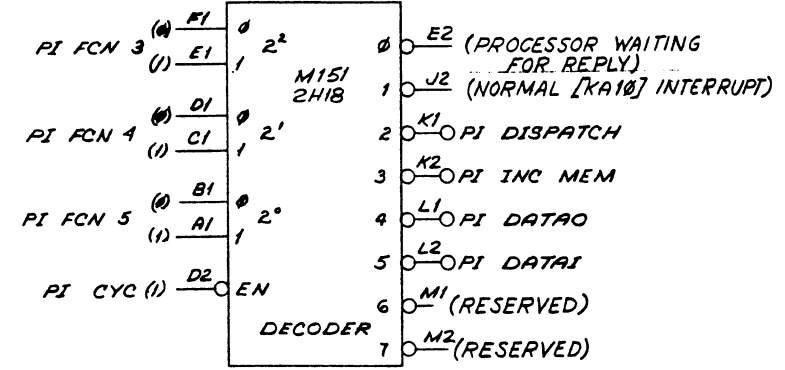 PI FCN 3 (0) F1 0 2²
(1) E1 1
M151
2H18
0 E2 (PROCESSOR WAITING
FOR REPLY)
1 J2 (NORMAL [KA10] INTERRUPT)
PI FCN 4 (0) D1 0 2¹
(1) C1 1
2 K1 PI DISPATCH
3 K2 PI INC MEM
PI FCN 5 (0) B1 0 2⁰
(1) A1 1
4 L1 PI DATAO
5 L2 PI DATAI
PI CYC (1) D2 EN
6 M1 (RESERVED)
DECODER
7 M2 (RESERVED)